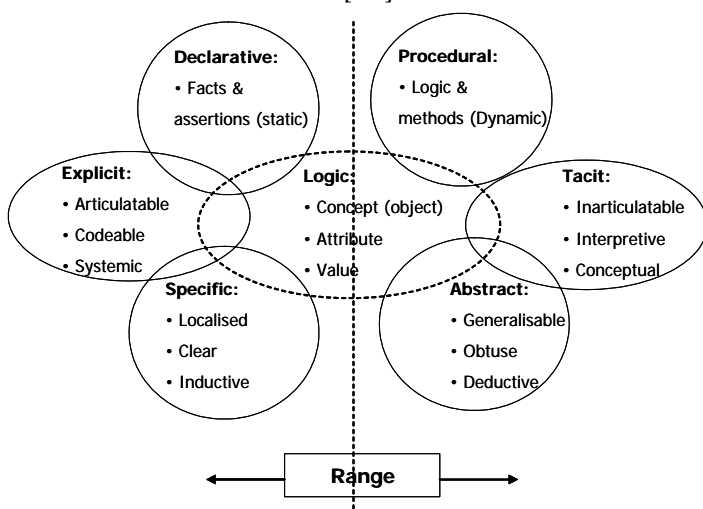 Declarative:
• Facts &
assertions (static)
Procedural:
• Logic &
methods (Dynamic)
Explicit:
• Articulatable
• Codeable
• Systemic
Logic:
• Concept (object)
• Attribute
• Value
Tacit:
• Inarticulatable
• Interpretive
• Conceptual
Specific:
• Localised
• Clear
• Inductive
Abstract:
• Generalisable
• Obtuse
• Deductive
Range